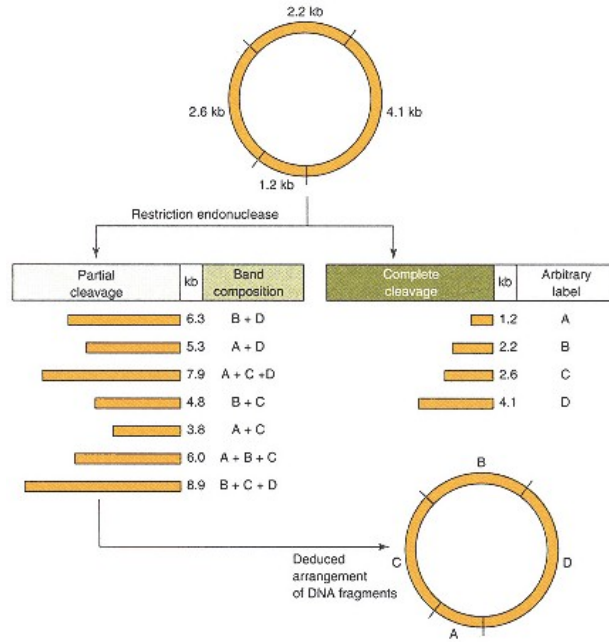 2.2 kb
2.6 kb
4.1 kb
1.2 kb
Restriction endonuclease
Partial cleavage
kb
Band composition
6.3 B + D
5.3 A + D
7.9 A + C +D
4.8 B + C
3.8 A + C
6.0 A + B + C
8.9 B + C + D
Complete cleavage
kb
Arbitrary label
1.2 A
2.2 B
2.6 C
4.1 D
Deduced
arrangement
of DNA fragments
B
C
D
A